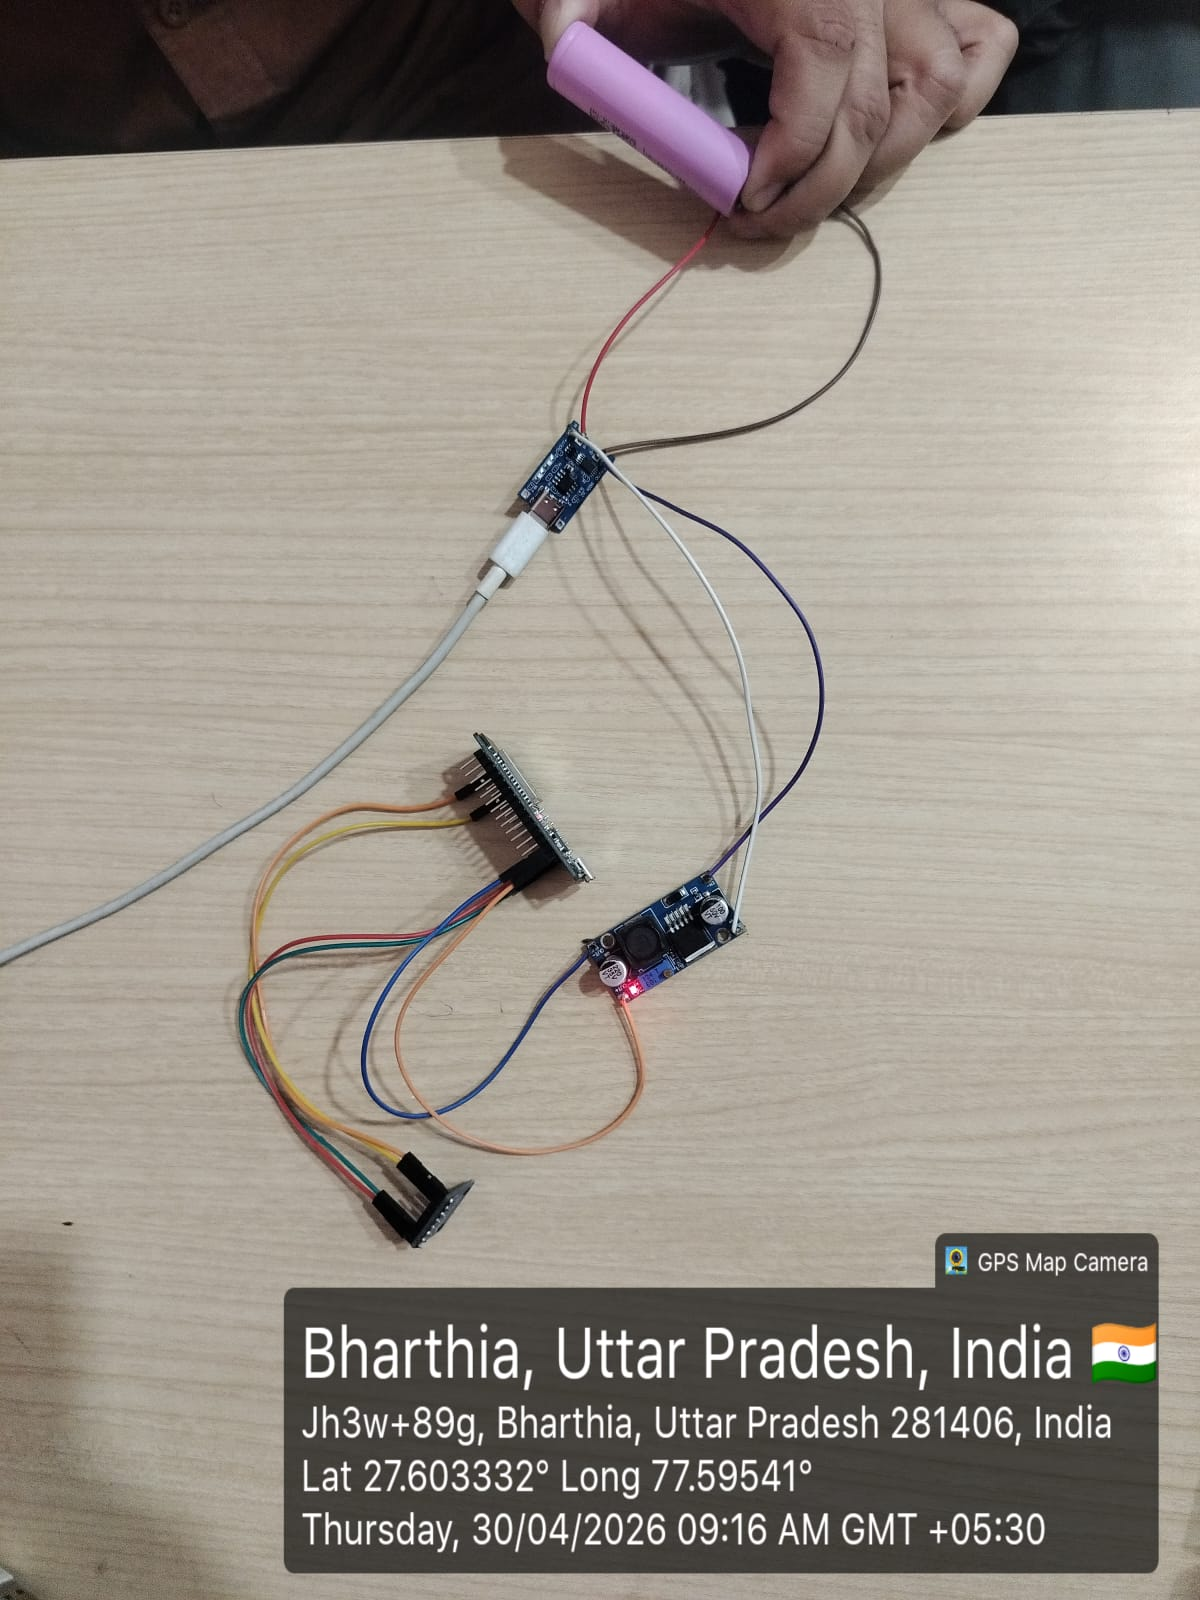 GPS Map Camera
Bharthia, Uttar Pradesh, India
Jh3w+89g, Bharthia, Uttar Pradesh 281406, India
Lat 27.603332° Long 77.59541°
Thursday, 30/04/2026 09:16 AM GMT +05:30